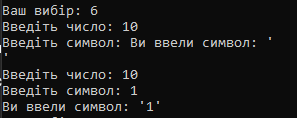 Ваш вибір: 6
Введіть число: 10
Введіть символ: Ви ввели символ: '
'
Введіть число: 10
Введіть символ: 1
Ви ввели символ: '1'